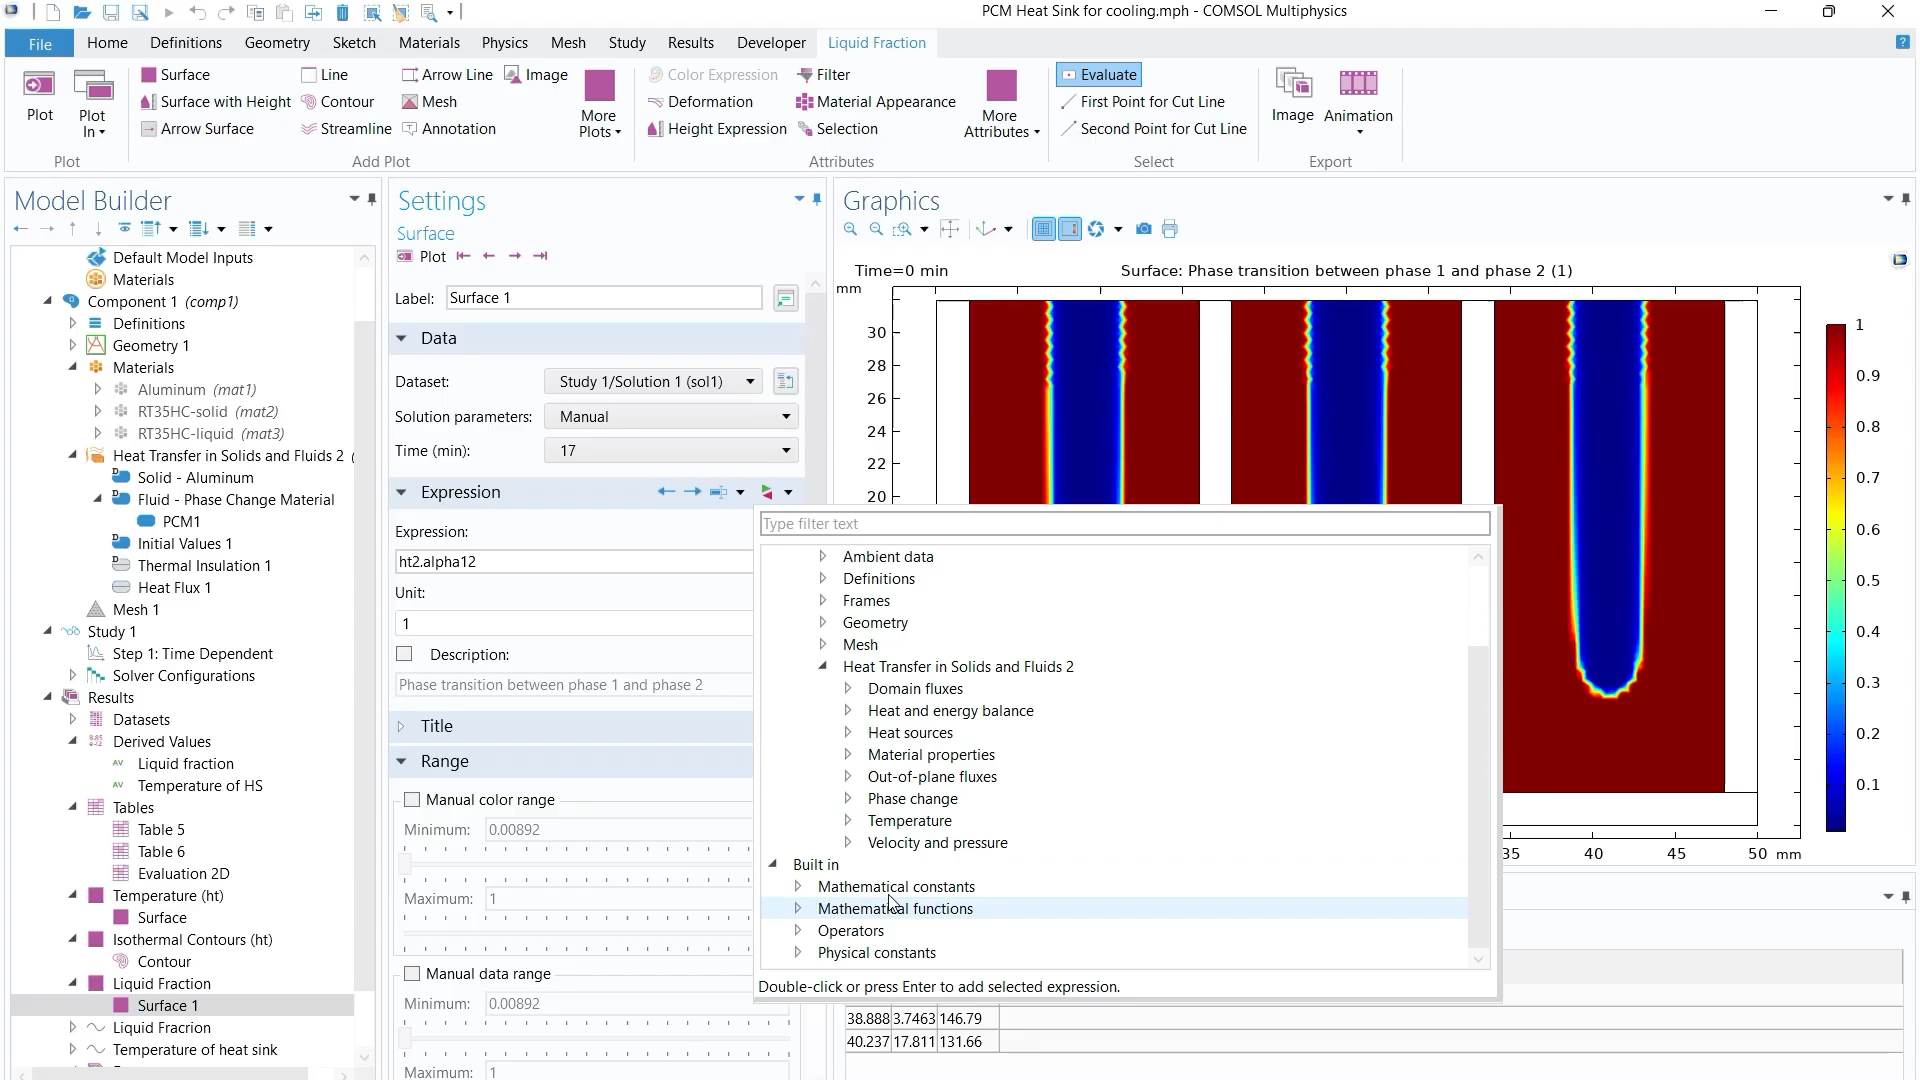 PCM Heat Sink for cooling.mph - COMSOL Multiphysics
File
Home
Definitions
Geometry
Sketch
Materials
Physics
Mesh
Study
Results
Developer
Liquid Fraction
Plot
Plot
In
Plot
Surface
Surface with Height
Arrow Surface
Line
Contour
Streamline
Arrow Line
Mesh
Annotation
Image
More
Plots
Add Plot
Color Expression
Deformation
Height Expression
Filter
Material Appearance
Selection
More
Attributes
Attributes
Evaluate
First Point for Cut Line
Second Point for Cut Line
Select
Image
Animation
Export
Model Builder
Default Model Inputs
Materials
Component 1 (comp1)
Definitions
Geometry 1
Materials
Aluminum (mat1)
RT35HC-solid (mat2)
RT35HC-liquid (mat3)
Heat Transfer in Solids and Fluids 2 (
Solid - Aluminum
Fluid - Phase Change Material
PCM1
Initial Values 1
Thermal Insulation 1
Heat Flux 1
Mesh 1
Study 1
Step 1: Time Dependent
Solver Configurations
Results
Datasets
Derived Values
Liquid fraction
Temperature of HS
Tables
Table 5
Table 6
Evaluation 2D
Temperature (ht)
Surface
Isothermal Contours (ht)
Contour
Liquid Fraction
Surface 1
Liquid Fracrion
Temperature of heat sink
Settings
Surface
Plot
Label: Surface 1
Data
Dataset: Study 1/Solution 1 (sol1)
Solution parameters: Manual
Time (min): 17
Expression
Expression:
ht2.alpha12
Unit:
1
Description:
Phase transition between phase 1 and phase 2
Title
Range
Manual color range
Minimum: 0.00892
Maximum: 1
Manual data range
Minimum: 0.00892
Maximum: 1
Type filter text
Ambient data
Definitions
Frames
Geometry
Mesh
Heat Transfer in Solids and Fluids 2
Domain fluxes
Heat and energy balance
Heat sources
Material properties
Out-of-plane fluxes
Phase change
Temperature
Velocity and pressure
Built in
Mathematical constants
Mathematical functions
Operators
Physical constants
Double-click or press Enter to add selected expression.
Graphics
Time=0 min
Surface: Phase transition between phase 1 and phase 2 (1)
mm
30
28
26
24
22
20
35
40
45
50 mm
1
0.9
0.8
0.7
0.6
0.5
0.4
0.3
0.2
0.1
38.888 3.7463 146.79
40.237 17.811 131.66